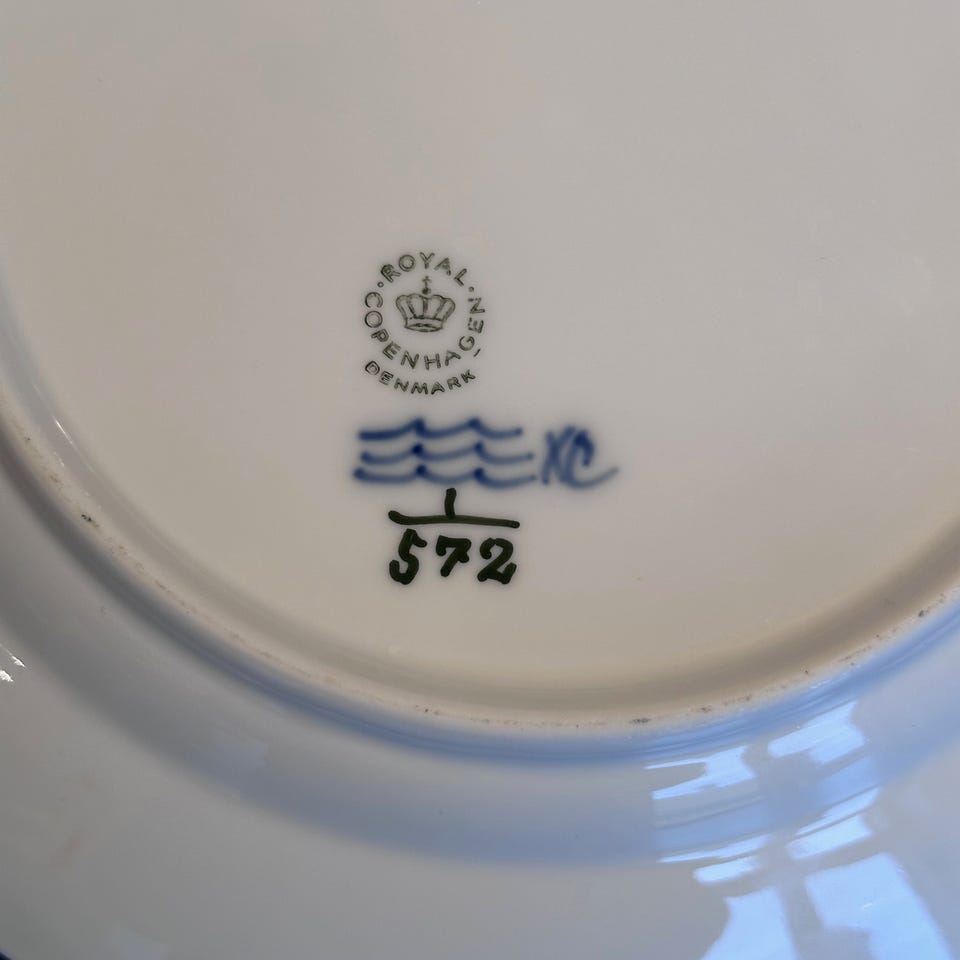 ROYAL
COPENHAGEN
DENMARK
1
572